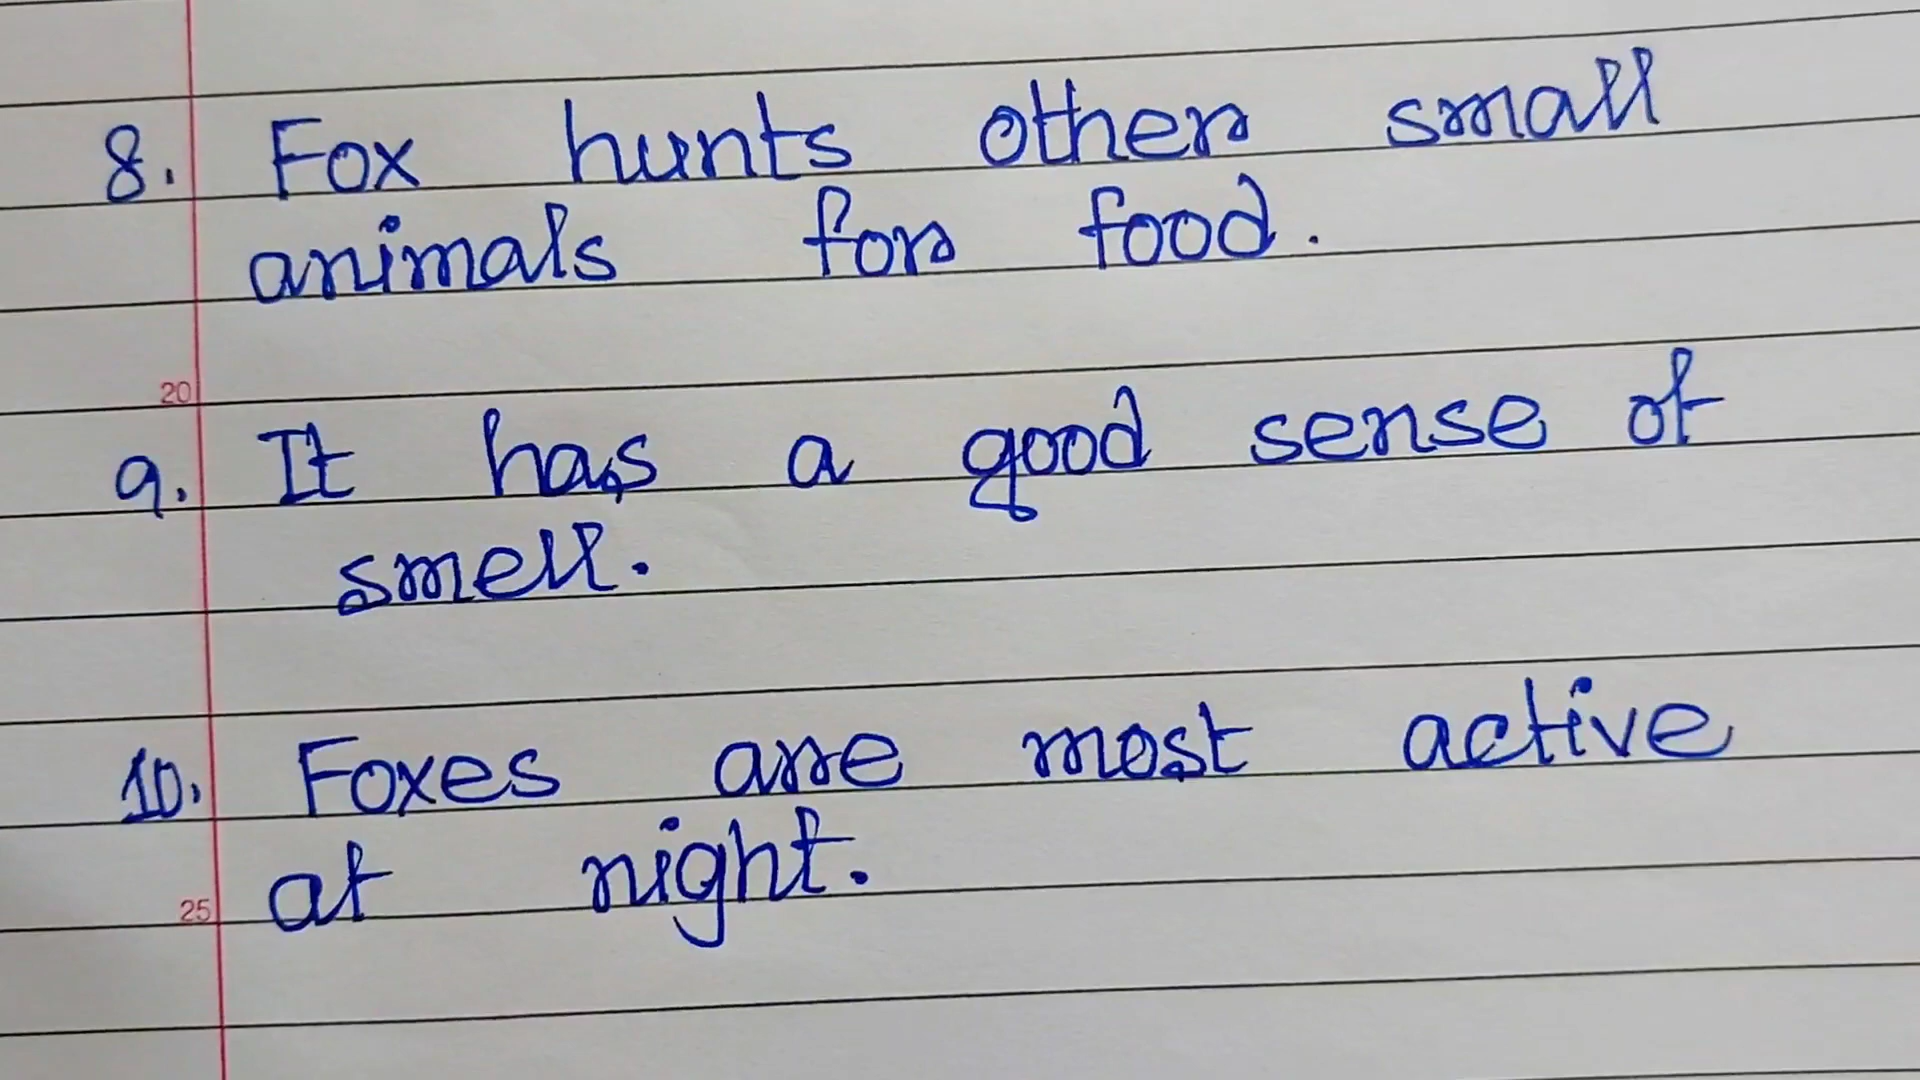 8. Fox hunts other small
animals for food.
20
9. It has a good sense of
smell.
10. Foxes are most active
25 at night.